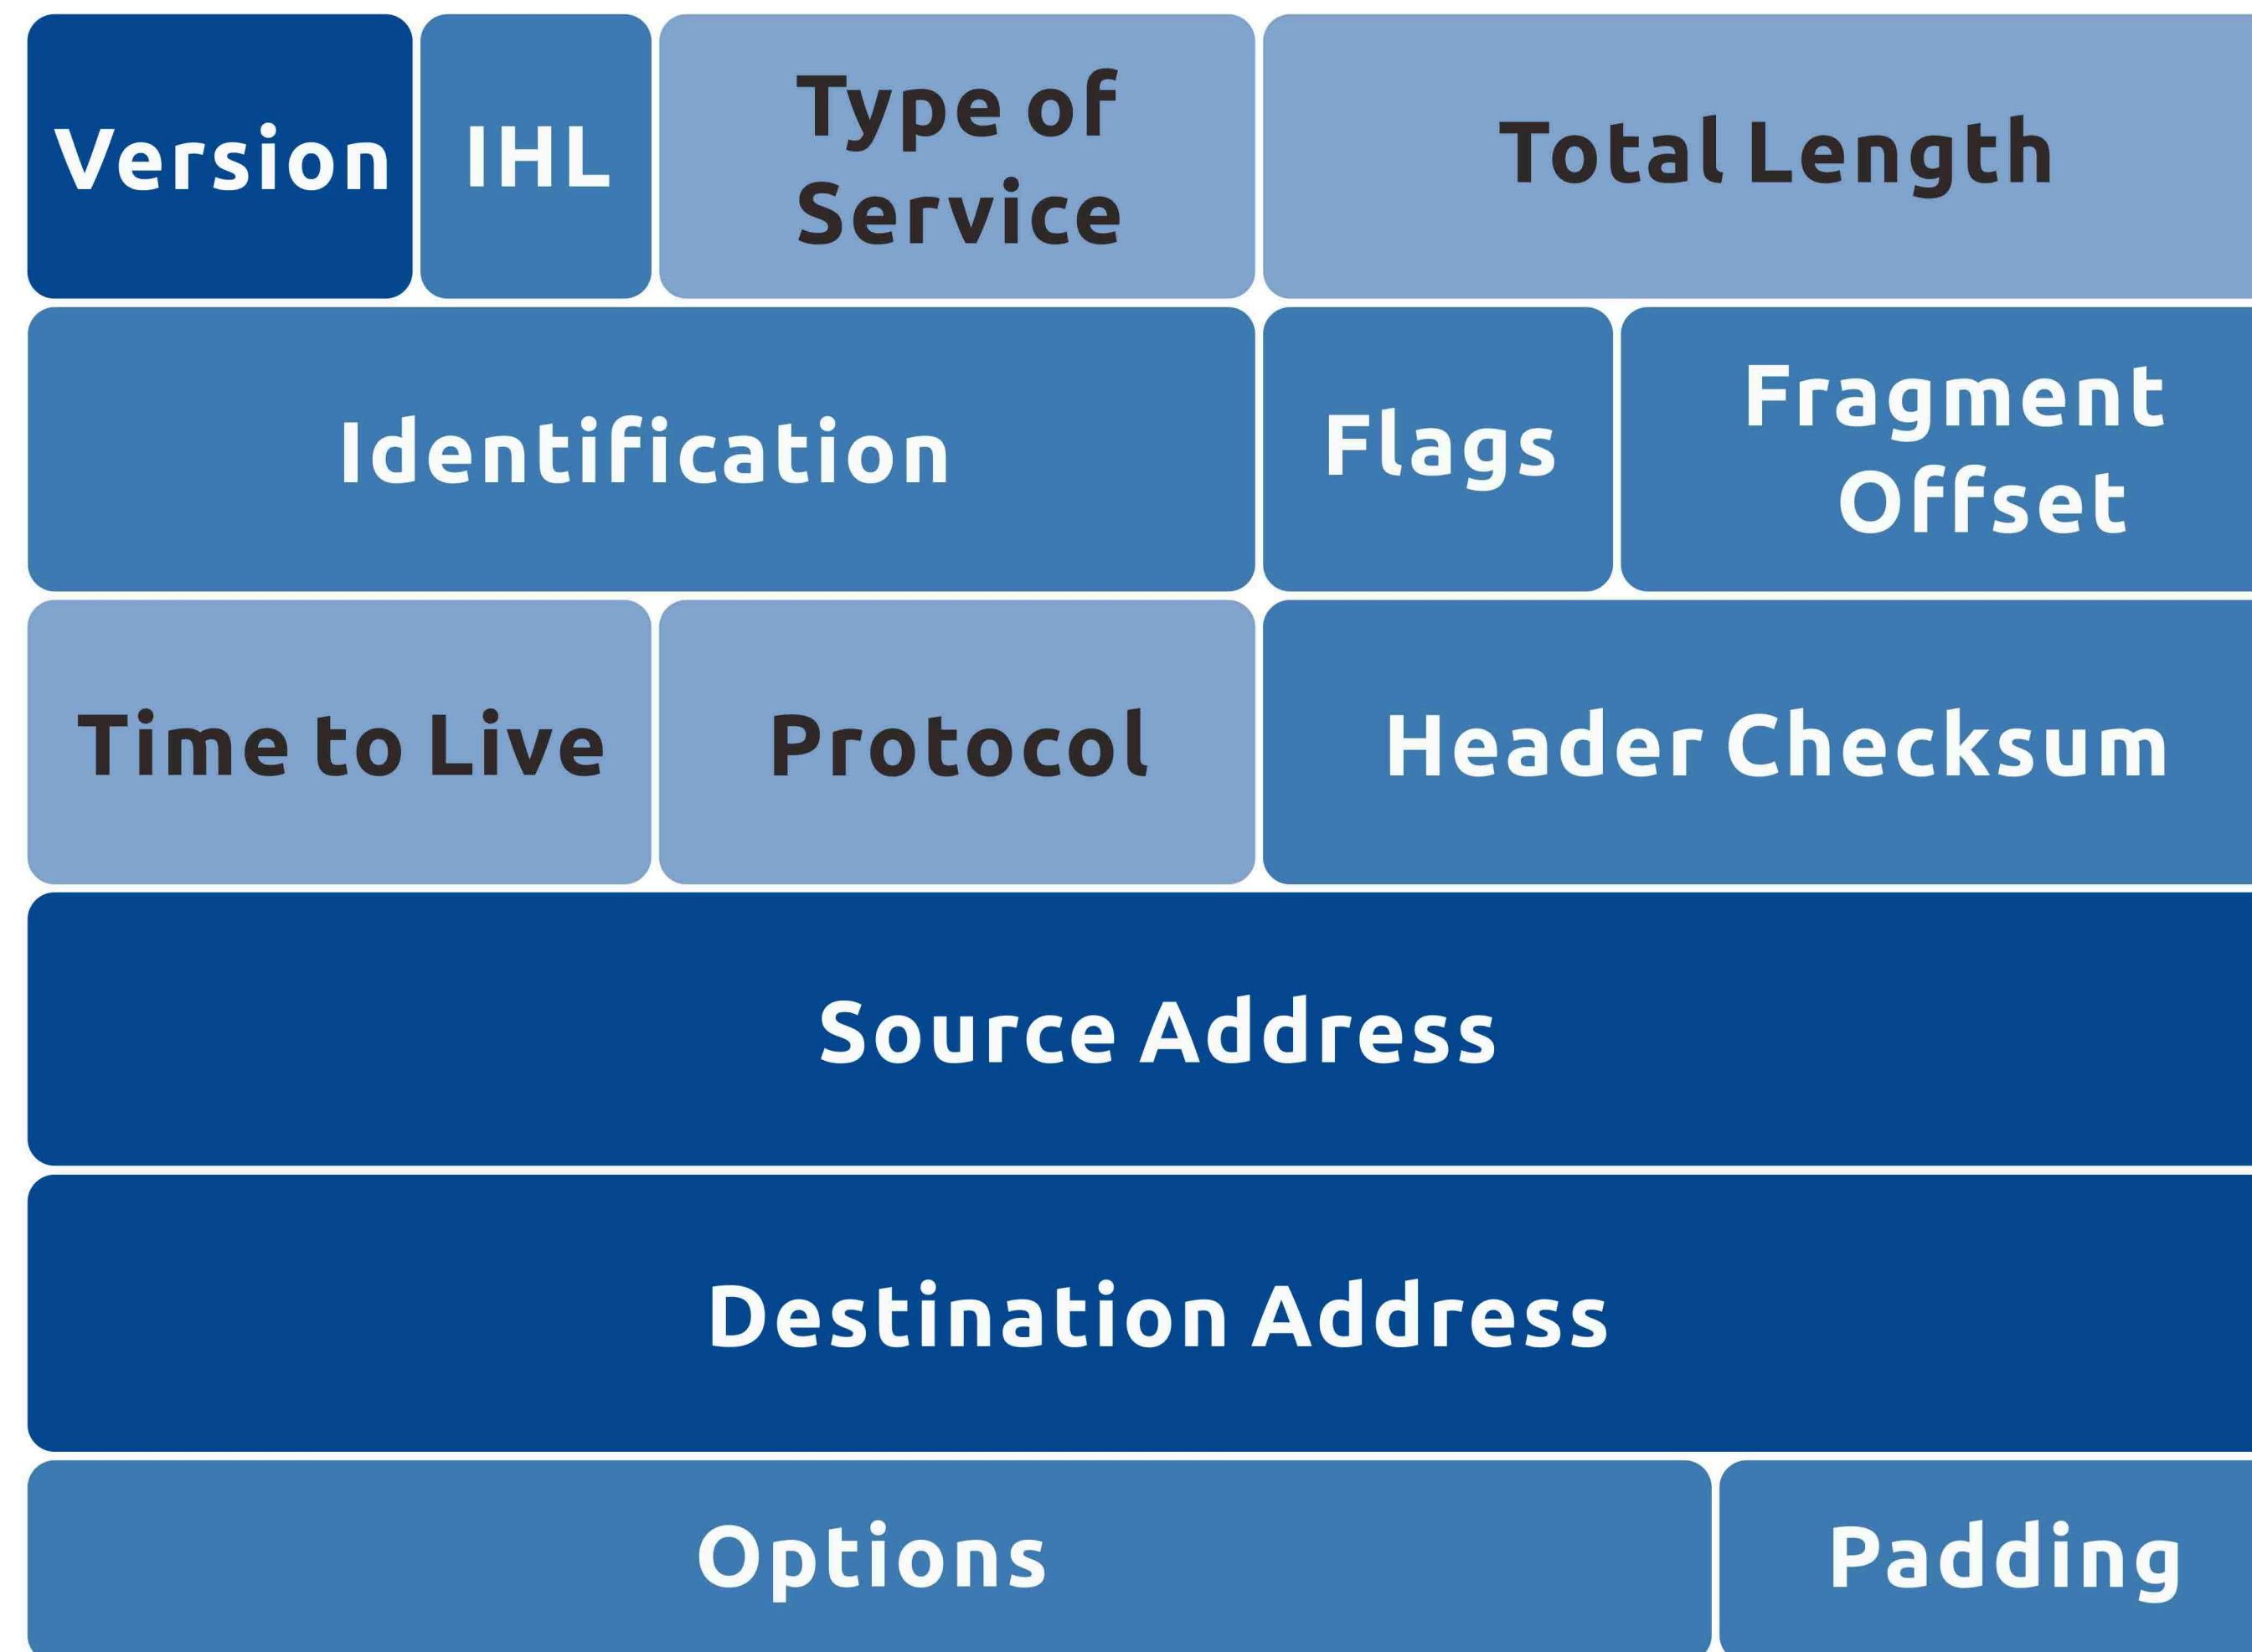 Version
IHL
Type of
Service
Total Length
Identification
Flags
Fragment
Offset
Time to Live
Protocol
Header Checksum
Source Address
Destination Address
Options
Padding